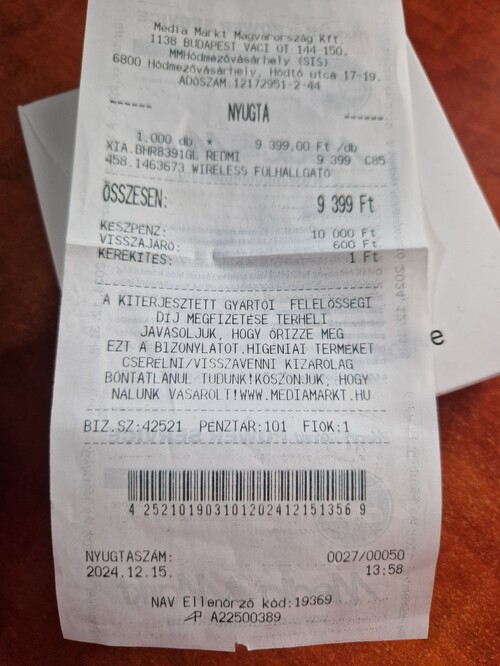 Media Markt Magyarország Kft.
1138 BUDAPEST VÁCI ÚT 144-150.
MMHódmezővásárhely (SIS)
6800 Hódmezővásárhely, Hódtó utca 17-19.
ADÓSZÁM:12172951-2-44
------ NYUGTA ------
1,000 db * 9 399,00 Ft /db
XIA.BHR8391GL REDMI 9 399 C85
458.1463673 WIRELESS FÜLHALLGATÓ
ÖSSZESEN: 9 399 Ft
KÉSZPÉNZ: 10 000 Ft
VISSZAJÁRÓ: 600 Ft
KEREKÍTÉS: 1 Ft
A KITERJESZTETT GYÁRTÓI FELELŐSSÉGI
DÍJ MEGFIZETÉSE TERHELI
JAVASOLJUK, HOGY ŐRIZZE MEG
EZT A BIZONYLATOT.HIGÉNIAI TERMÉKET
CSERÉLNI/VISSZAVENNI KIZÁRÓLAG
BONTATLANUL TUDUNK!KÖSZÖNJÜK, HOGY
NÁLUNK VÁSÁROLT!WWW.MEDIAMARKT.HU
BIZ.SZ:42521 PÉNZTÁR:101 FIÓK:1
4 252101903101202412151356 9
NYUGTASZÁM: 0027/00050
2024.12.15. 13:58
NAV Ellenőrző kód:19369
AP A22500389
e